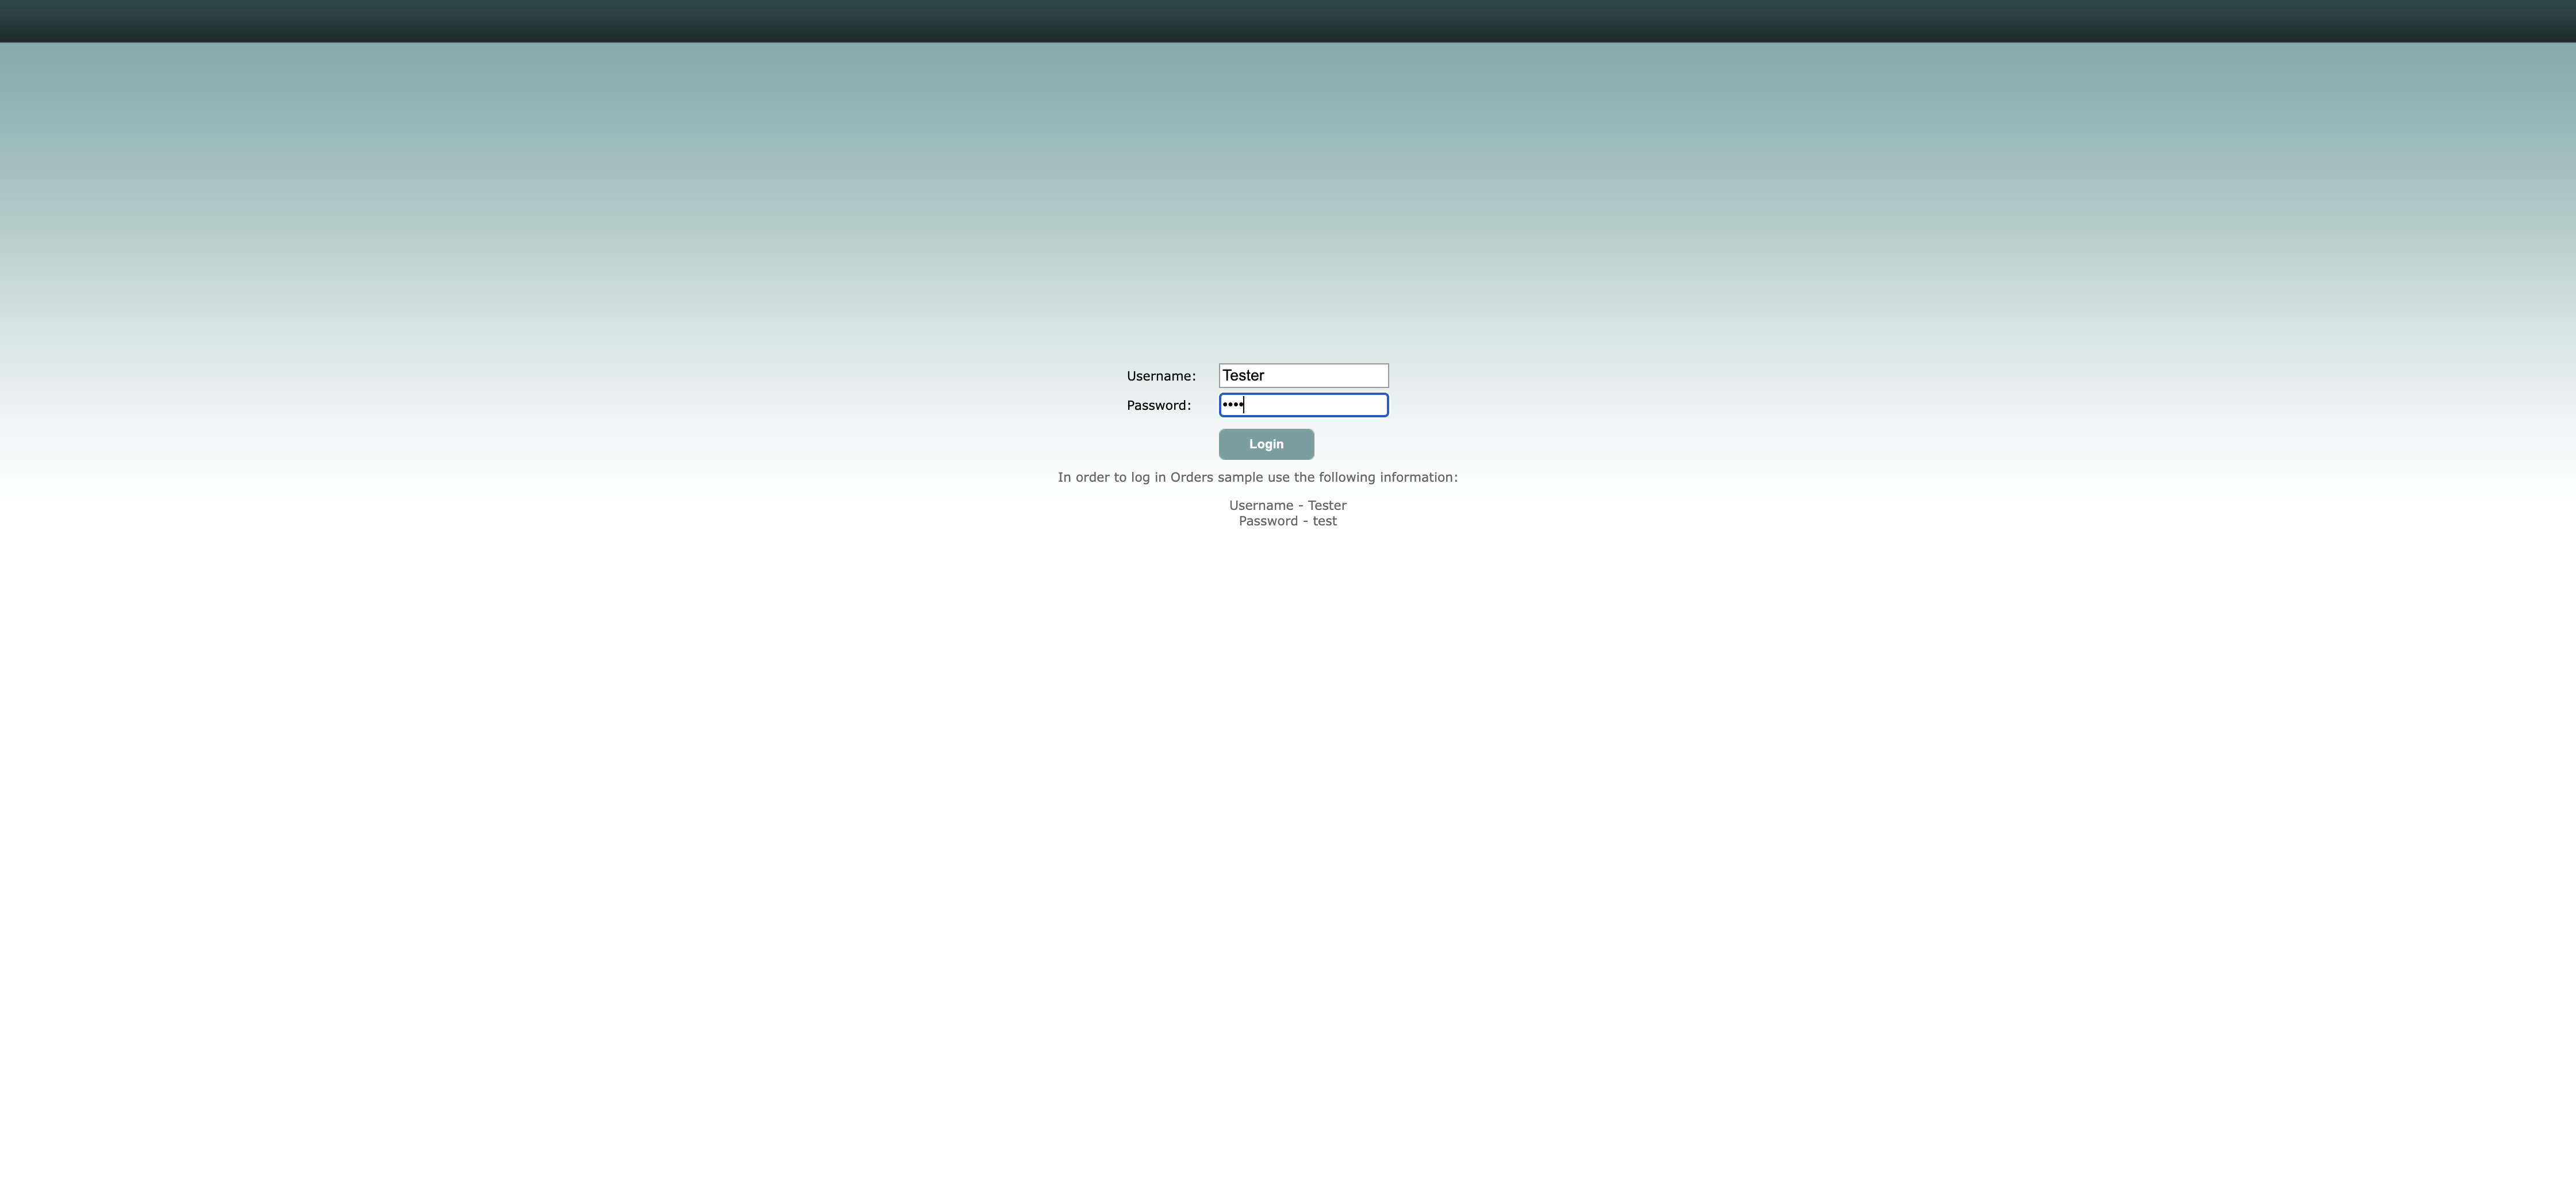 Username: Tester
Password: ••••
Login
In order to log in Orders sample use the following information:
Username - Tester
Password - test